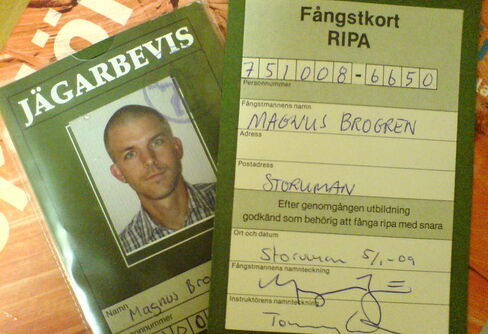 JÄGARBEVIS
Namn
Magnus Bro
Fångstkort
RIPA
751008-6650
Personnummer
Fångstmannens namn
MAGNUS BROGREN
Adress
Postadress
STORUMAN
Efter genomgången utbildning
godkänd som behörig att fånga ripa med snara
Ort och datum
Storuman 5/1-09
Fångstmannens namnteckning
Instruktörens namnteckning
Tommy